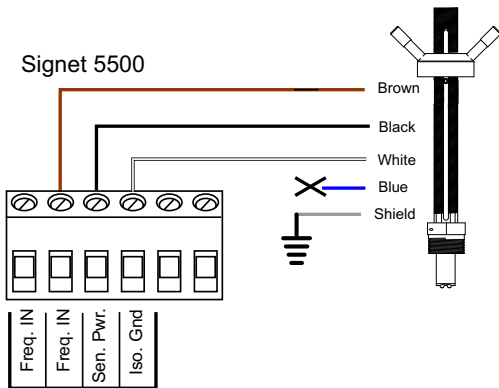 Signet 5500
Brown
Black
White
Blue
Shield
Freq. IN
Freq. IN
Sen. Pwr.
Iso. Gnd